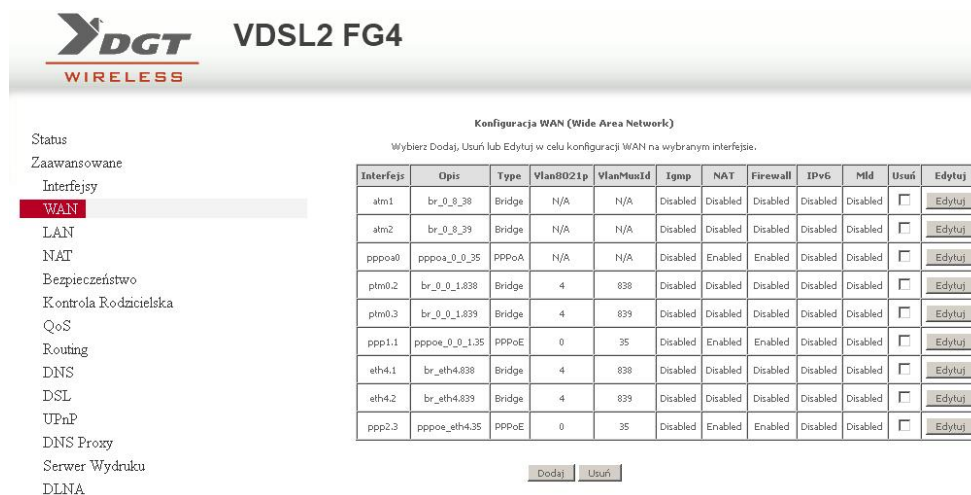 DGT
WIRELESS
VDSL2 FG4
Status
Zaawansowane
Interfejsy
WAN
LAN
NAT
Bezpieczeństwo
Kontrola Rodzicielska
QoS
Routing
DNS
DSL
UPnP
DNS Proxy
Serwer Wydruku
DLNA
Konfiguracja WAN (Wide Area Network)
Wybierz Dodaj, Usuń lub Edytuj w celu konfiguracji WAN na wybranym interfejsie.
Interfejs Opis Type Vlan8021p VlanMuxId Igmp NAT Firewall IPv6 Mld Usuń Edytuj
atm1 br_0_8_38 Bridge N/A N/A Disabled Disabled Disabled Disabled Disabled Edytuj
atm2 br_0_8_39 Bridge N/A N/A Disabled Disabled Disabled Disabled Disabled Edytuj
pppoa0 pppoa_0_0_35 PPPoA N/A N/A Disabled Enabled Enabled Disabled Disabled Edytuj
ptm0.2 br_0_0_1.838 Bridge 4 838 Disabled Disabled Disabled Disabled Disabled Edytuj
ptm0.3 br_0_0_1.839 Bridge 4 839 Disabled Disabled Disabled Disabled Disabled Edytuj
ppp1.1 pppoe_0_0_1.35 PPPoE 0 35 Disabled Enabled Enabled Disabled Disabled Edytuj
eth4.1 br_eth4.838 Bridge 4 838 Disabled Disabled Disabled Disabled Disabled Edytuj
eth4.2 br_eth4.839 Bridge 4 839 Disabled Disabled Disabled Disabled Disabled Edytuj
ppp2.3 pppoe_eth4.35 PPPoE 0 35 Disabled Enabled Enabled Disabled Disabled Edytuj
Dodaj Usuń